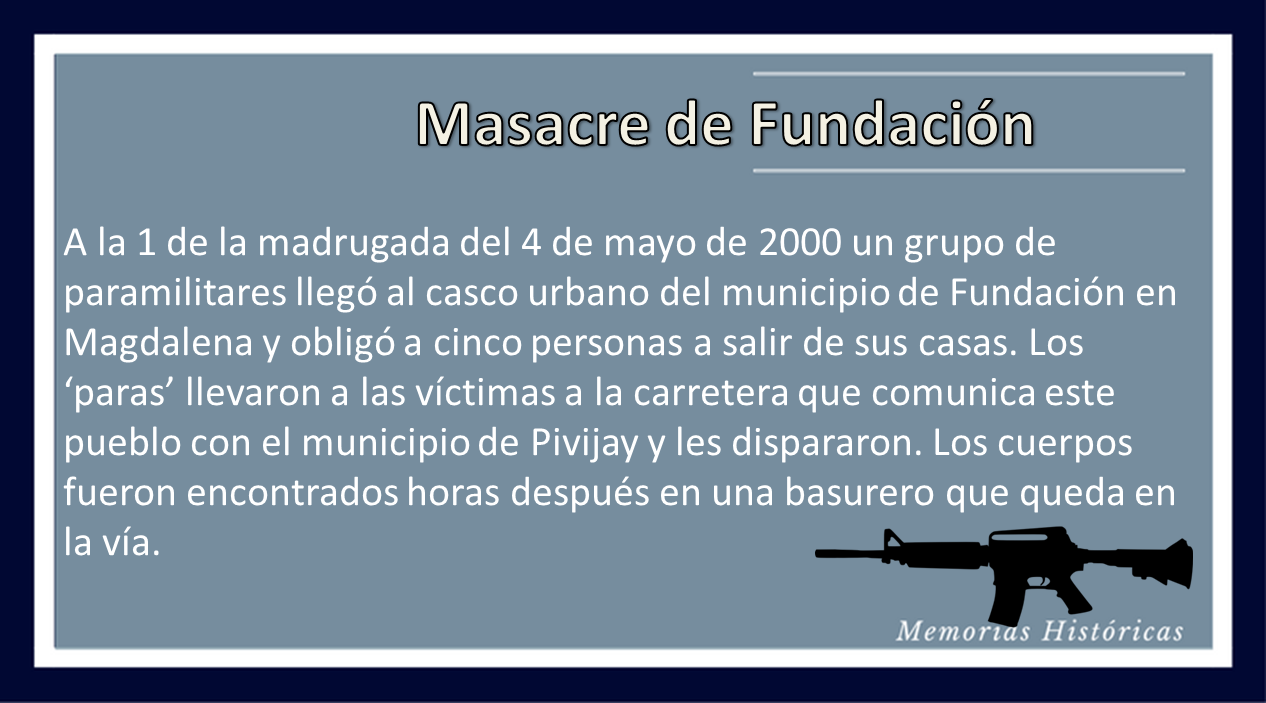 Masacre de Fundación
A la 1 de la madrugada del 4 de mayo de 2000 un grupo de
paramilitares llegó al casco urbano del municipio de Fundación en
Magdalena y obligó a cinco personas a salir de sus casas. Los
‘paras’ llevaron a las víctimas a la carretera que comunica este
pueblo con el municipio de Pivijay y les dispararon. Los cuerpos
fueron encontrados horas después en una basurero que queda en
la vía.
Memorias Históricas